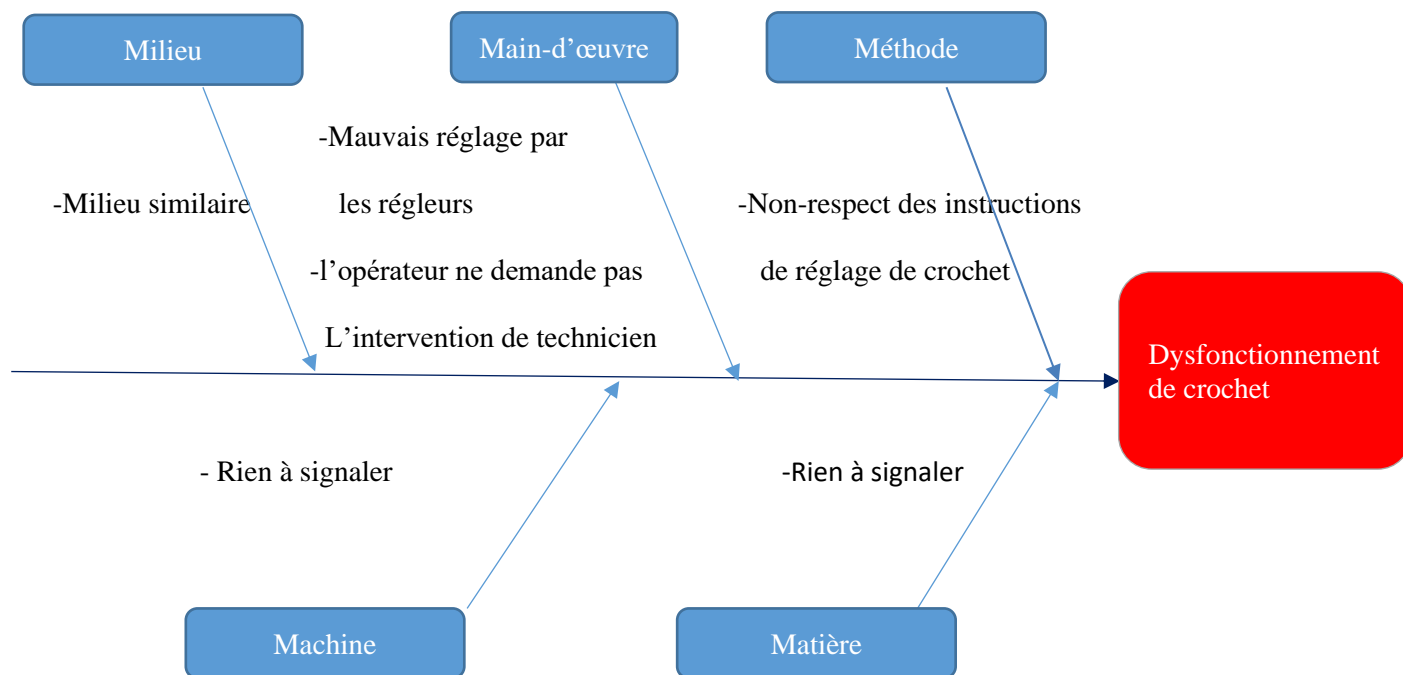 Milieu
Main-d’œuvre
Méthode
-Mauvais réglage par
les régleurs
-l’opérateur ne demande pas
L’intervention de technicien
-Milieu similaire
-Non-respect des instructions
de réglage de crochet
Dysfonctionnement
de crochet
- Rien à signaler
-Rien à signaler
Machine
Matière